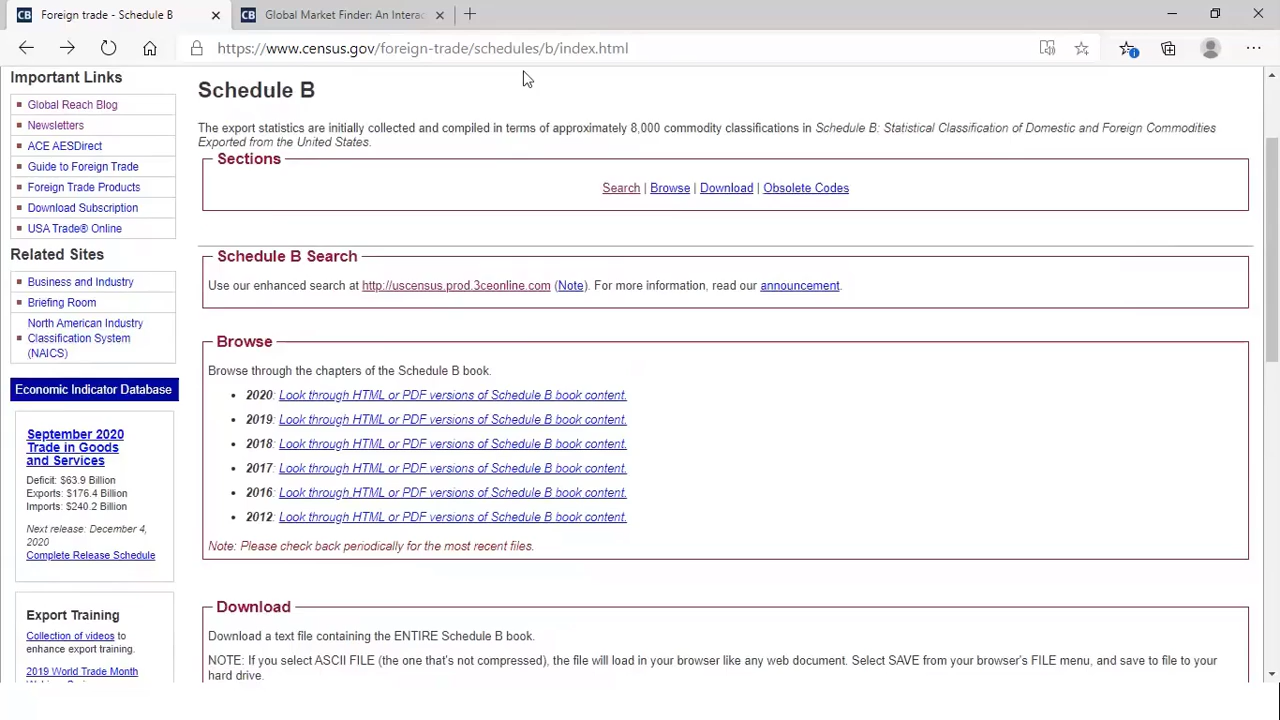 CB Foreign trade - Schedule B
CB Global Market Finder: An Interac
https://www.census.gov/foreign-trade/schedules/b/index.html
Important Links
Global Reach Blog
Newsletters
ACE AESDirect
Guide to Foreign Trade
Foreign Trade Products
Download Subscription
USA Trade® Online
Related Sites
Business and Industry
Briefing Room
North American Industry
Classification System
(NAICS)
Economic Indicator Database
September 2020
Trade in Goods
and Services
Deficit: $63.9 Billion
Exports: $176.4 Billion
Imports: $240.2 Billion
Next release: December 4,
2020
Complete Release Schedule
Export Training
Collection of videos to
enhance export training.
2019 World Trade Month
Schedule B
The export statistics are initially collected and compiled in terms of approximately 8,000 commodity classifications in Schedule B: Statistical Classification of Domestic and Foreign Commodities
Exported from the United States.
Sections
Search | Browse | Download | Obsolete Codes
Schedule B Search
Use our enhanced search at http://uscensus.prod.3ceonline.com (Note). For more information, read our announcement.
Browse
Browse through the chapters of the Schedule B book.
2020: Look through HTML or PDF versions of Schedule B book content.
2019: Look through HTML or PDF versions of Schedule B book content.
2018: Look through HTML or PDF versions of Schedule B book content.
2017: Look through HTML or PDF versions of Schedule B book content.
2016: Look through HTML or PDF versions of Schedule B book content.
2012: Look through HTML or PDF versions of Schedule B book content.
Note: Please check back periodically for the most recent files.
Download
Download a text file containing the ENTIRE Schedule B book.
NOTE: If you select ASCII FILE (the one that's not compressed), the file will load in your browser like any web document. Select SAVE from your browser's FILE menu, and save to file to your
hard drive.